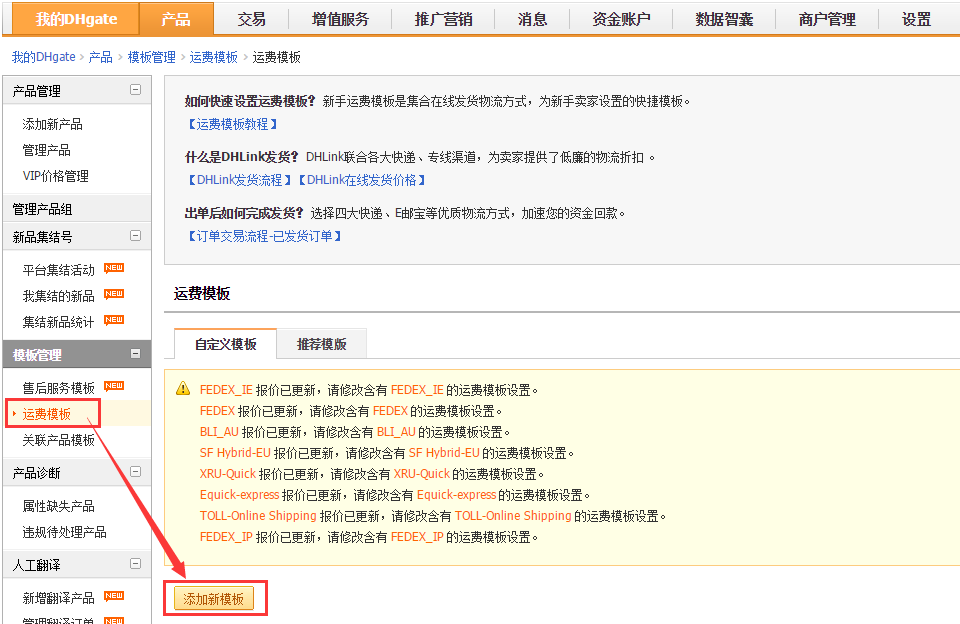 我的DHgate 产品 交易 增值服务 推广营销 消息 资金账户 数据智囊 商户管理 设置
我的DHgate › 产品 › 模板管理 › 运费模板 › 运费模板
产品管理
添加新产品
管理产品
VIP价格管理
管理产品组
新品集结号
平台集结活动 NEW
我集结的新品 NEW
集结新品统计 NEW
模板管理
售后服务模板 NEW
运费模板
关联产品模板
产品诊断
属性缺失产品
违规待处理产品
人工翻译
新增翻译产品 NEW
管理翻译订单 NEW
如何快速设置运费模板？ 新手运费模板是集合在线发货物流方式，为新手卖家设置的快捷模板。
【运费模板教程】
什么是DHLink发货？ DHLink联合各大快递、专线渠道，为卖家提供了低廉的物流折扣 。
【DHLink发货流程】【DHLink在线发货价格】
出单后如何完成发货？ 选择四大快递、E邮宝等优质物流方式，加速您的资金回款。
【订单交易流程-已发货订单】
运费模板
自定义模板 推荐模版
FEDEX_IE 报价已更新，请修改含有 FEDEX_IE 的运费模板设置。
FEDEX 报价已更新，请修改含有 FEDEX 的运费模板设置。
BLI_AU 报价已更新，请修改含有 BLI_AU 的运费模板设置。
SF Hybrid-EU 报价已更新，请修改含有 SF Hybrid-EU 的运费模板设置。
XRU-Quick 报价已更新，请修改含有 XRU-Quick 的运费模板设置。
Equick-express 报价已更新，请修改含有 Equick-express 的运费模板设置。
TOLL-Online Shipping 报价已更新，请修改含有 TOLL-Online Shipping 的运费模板设置。
FEDEX_IP 报价已更新，请修改含有 FEDEX_IP 的运费模板设置。
添加新模板